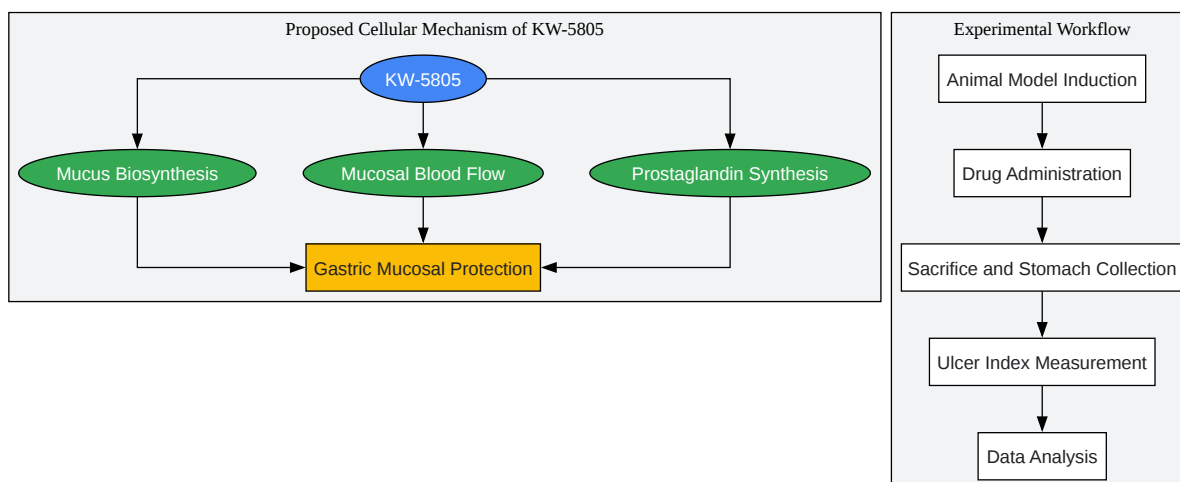 Proposed Cellular Mechanism of KW-5805
KW-5805
Mucus Biosynthesis
Mucosal Blood Flow
Prostaglandin Synthesis
Gastric Mucosal Protection
Experimental Workflow
Animal Model Induction
Drug Administration
Sacrifice and Stomach Collection
Ulcer Index Measurement
Data Analysis